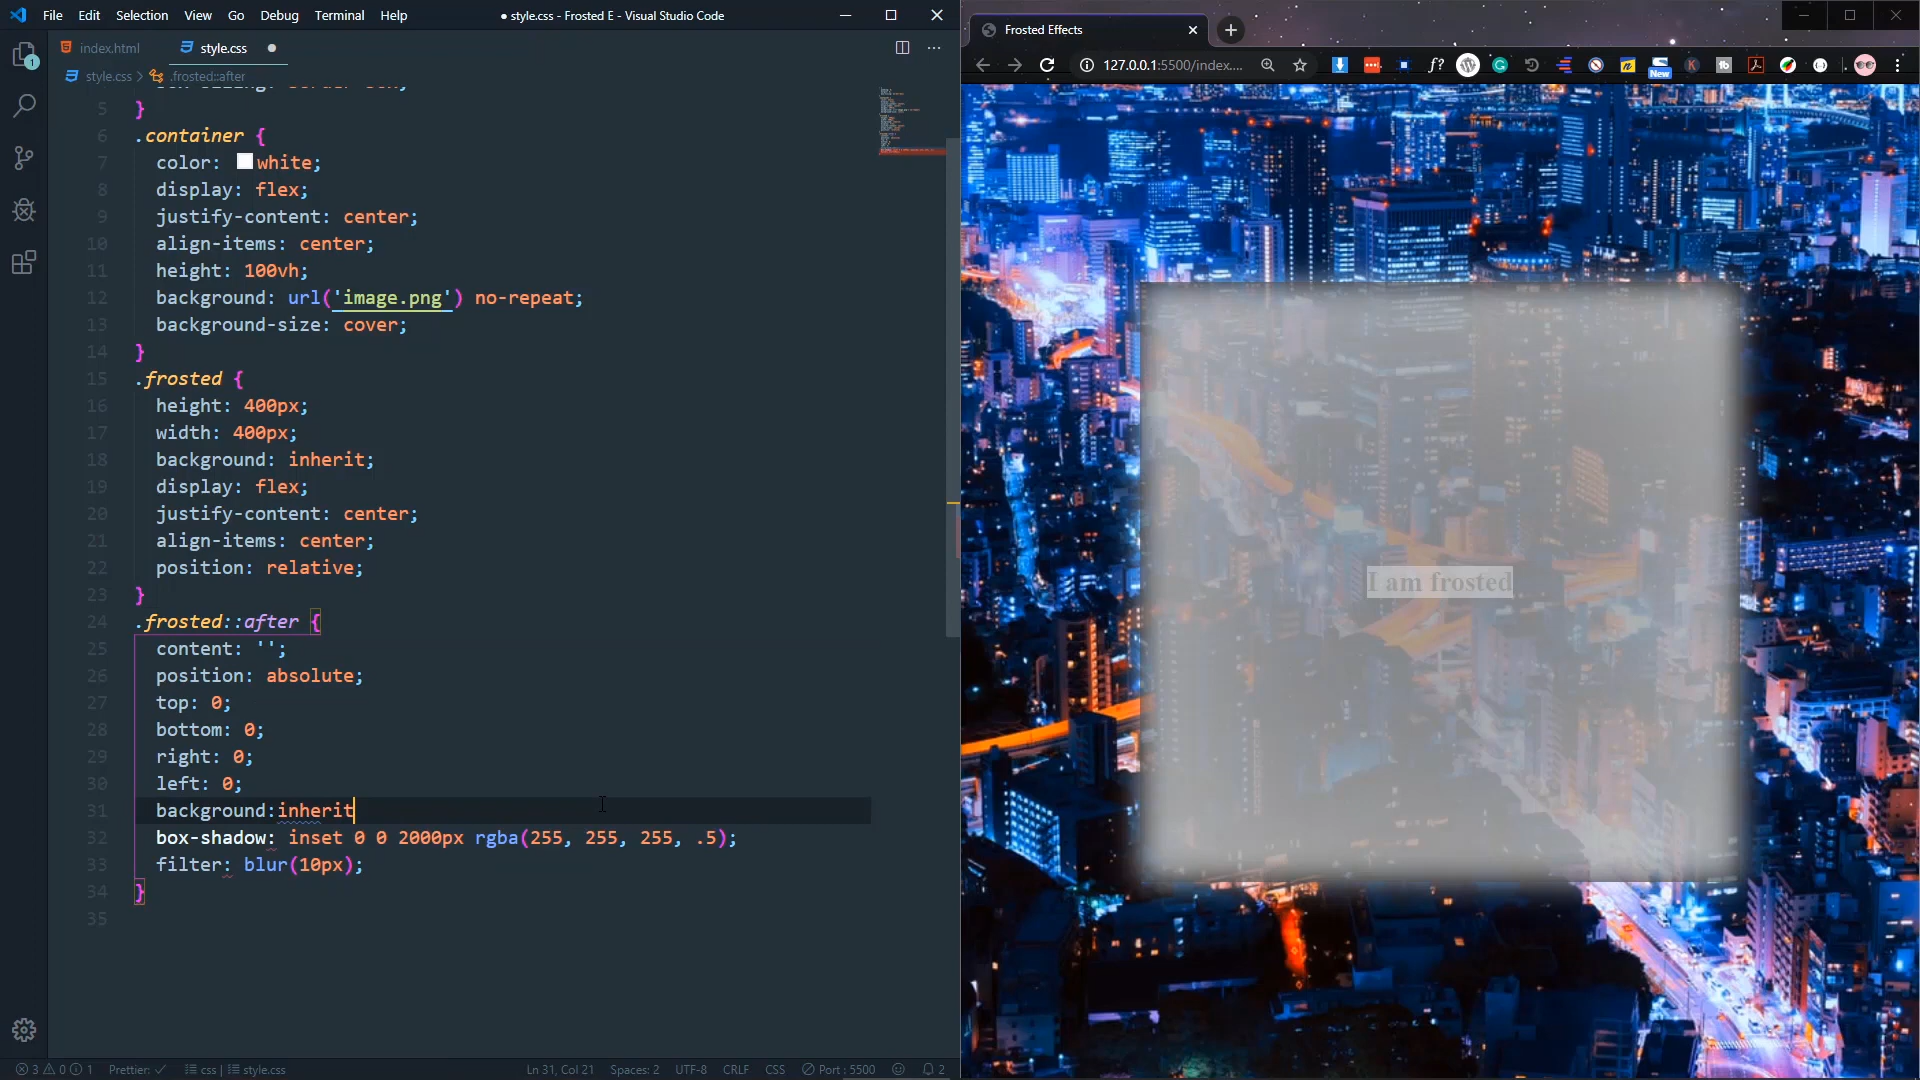 File Edit Selection View Go Debug Terminal Help
● style.css - Frosted E - Visual Studio Code
index.html
style.css ●
style.css > .frosted::after
5 }
6 .container {
7 color: white;
8 display: flex;
9 justify-content: center;
10 align-items: center;
11 height: 100vh;
12 background: url('image.png') no-repeat;
13 background-size: cover;
14 }
15 .frosted {
16 height: 400px;
17 width: 400px;
18 background: inherit;
19 display: flex;
20 justify-content: center;
21 align-items: center;
22 position: relative;
23 }
24 .frosted::after {
25 content: '';
26 position: absolute;
27 top: 0;
28 bottom: 0;
29 right: 0;
30 left: 0;
31 background:inherit
32 box-shadow: inset 0 0 2000px rgba(255, 255, 255, .5);
33 filter: blur(10px);
34 }
35
1
3 0 1 Prettier: ✓ css | style.css
Ln 31, Col 21 Spaces: 2 UTF-8 CRLF CSS Port : 5500 2
Frosted Effects
127.0.0.1:5500/index....
f?
New
I am frosted